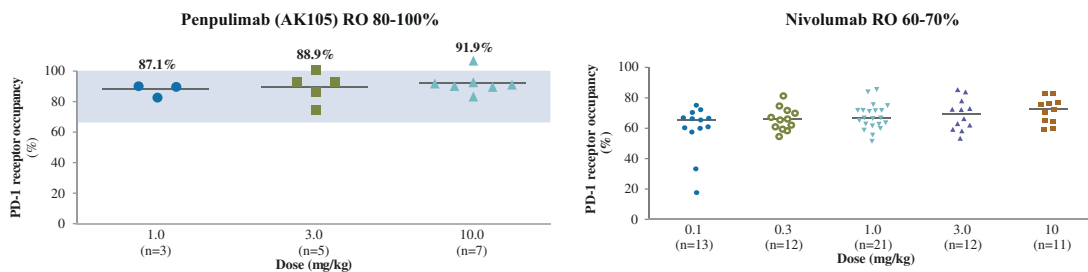 Penpulimab (AK105) RO 80-100%
PD-1 receptor occupancy
(%)
100
80
60
40
20
0
87.1%
88.9%
91.9%
1.0
(n=3)
3.0
(n=5)
10.0
(n=7)
Dose (mg/kg)
Nivolumab RO 60-70%
PD-1 receptor occupancy
(%)
100
80
60
40
20
0
0.1
(n=13)
0.3
(n=12)
1.0
(n=21)
3.0
(n=12)
10
(n=11)
Dose (mg/kg)